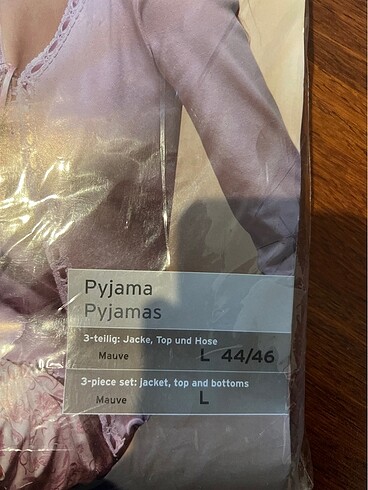 Pyjama
Pyjamas
3-teilig: Jacke, Top und Hose
Mauve L 44/46
3-piece set: jacket, top and bottoms
Mauve L